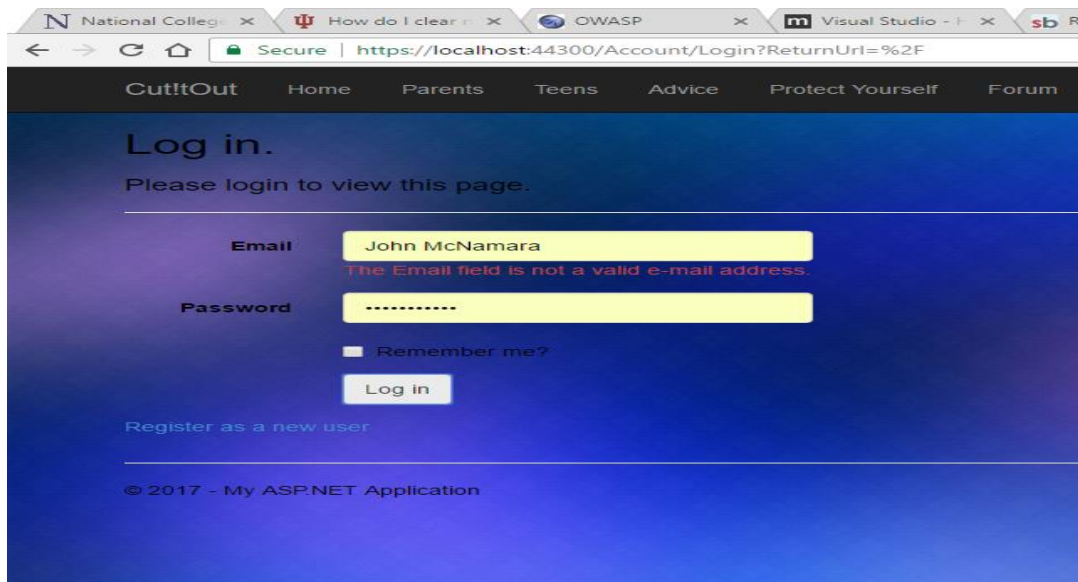 National Colleg
How do I clear
OWASP
Visual Studio - H
sb R
Secure https://localhost:44300/Account/Login?ReturnUrl=%2F
Cut!tOut Home Parents Teens Advice Protect Yourself Forum
Log in.
Please login to view this page.
Email John McNamara
The Email field is not a valid e-mail address.
Password •••••••••••
Remember me?
Log in
Register as a new user
© 2017 - My ASP.NET Application